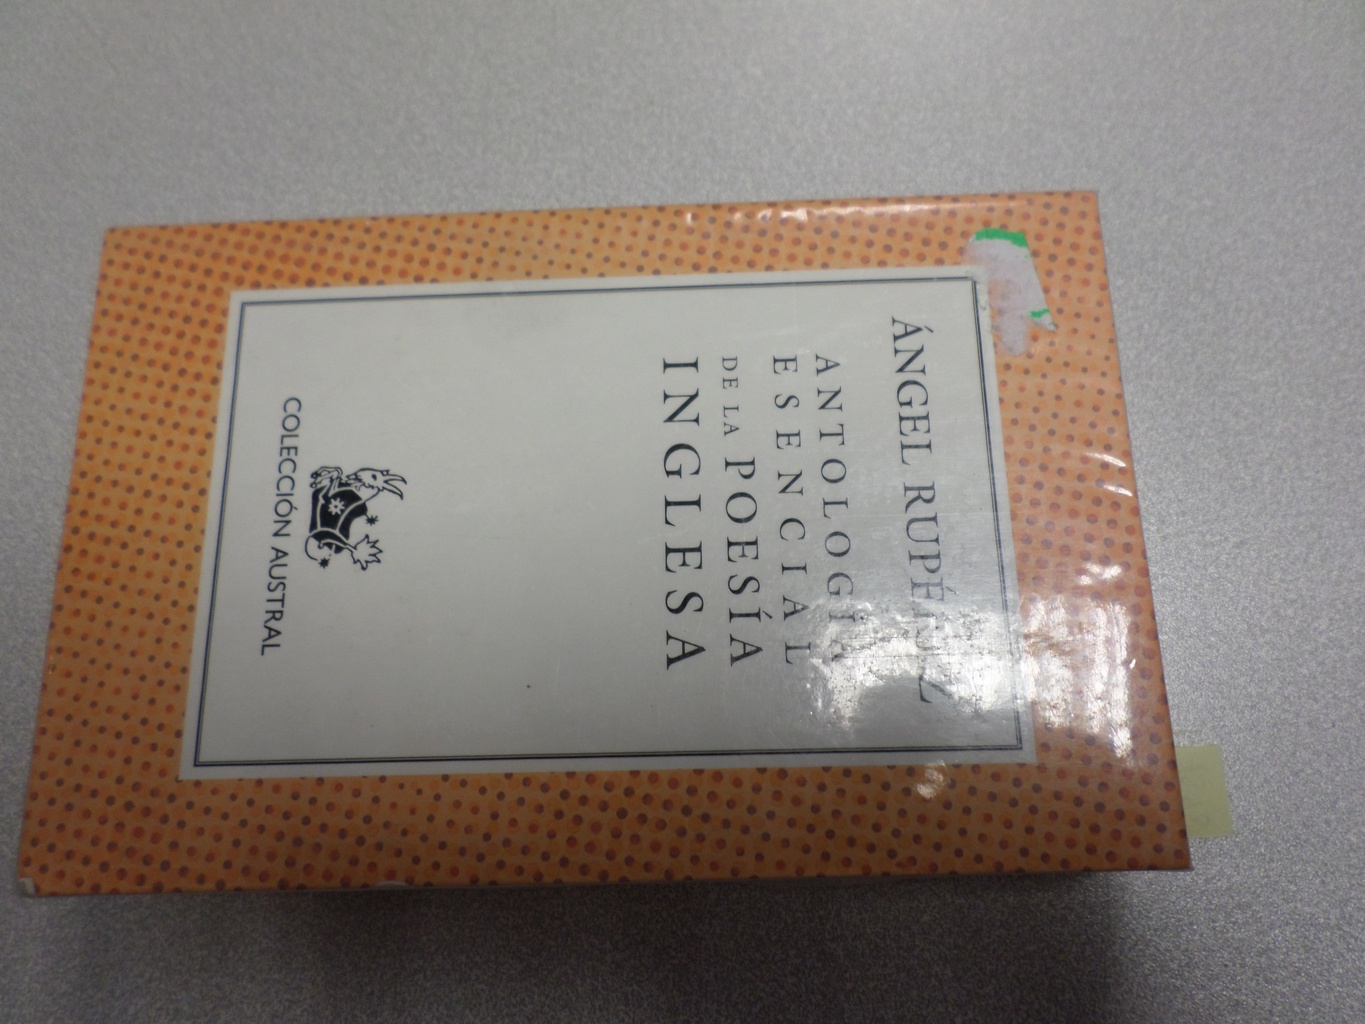 ÁNGEL RUPÉREZ
ANTOLOGÍA
ESENCIAL
DE LA POESÍA
INGLESA
COLECCIÓN AUSTRAL